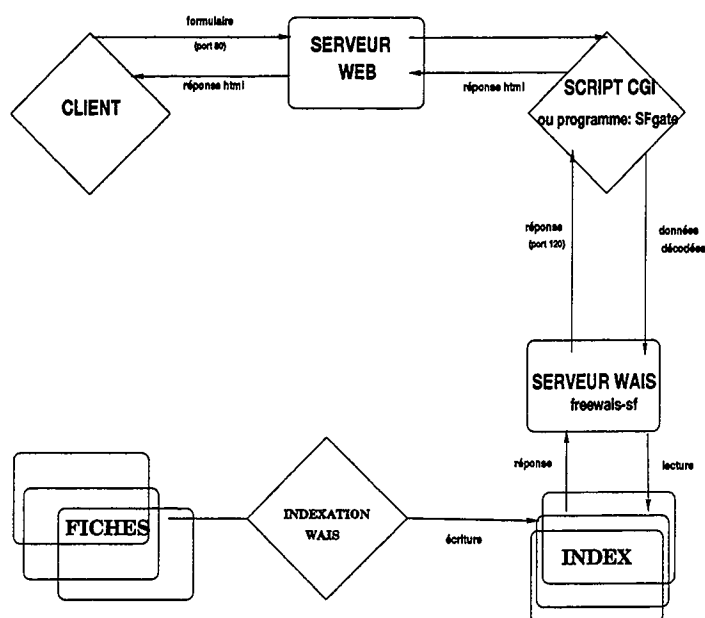 formulaire
(port 80)
réponse html
SERVEUR
WEB
réponse html
CLIENT
SCRIPT CGI
ou programme: SFgate
réponse
(port 120)
données
décodées
SERVEUR WAIS
freewais-sf
réponse
lecture
FICHES
INDEXATION
WAIS
écriture
INDEX